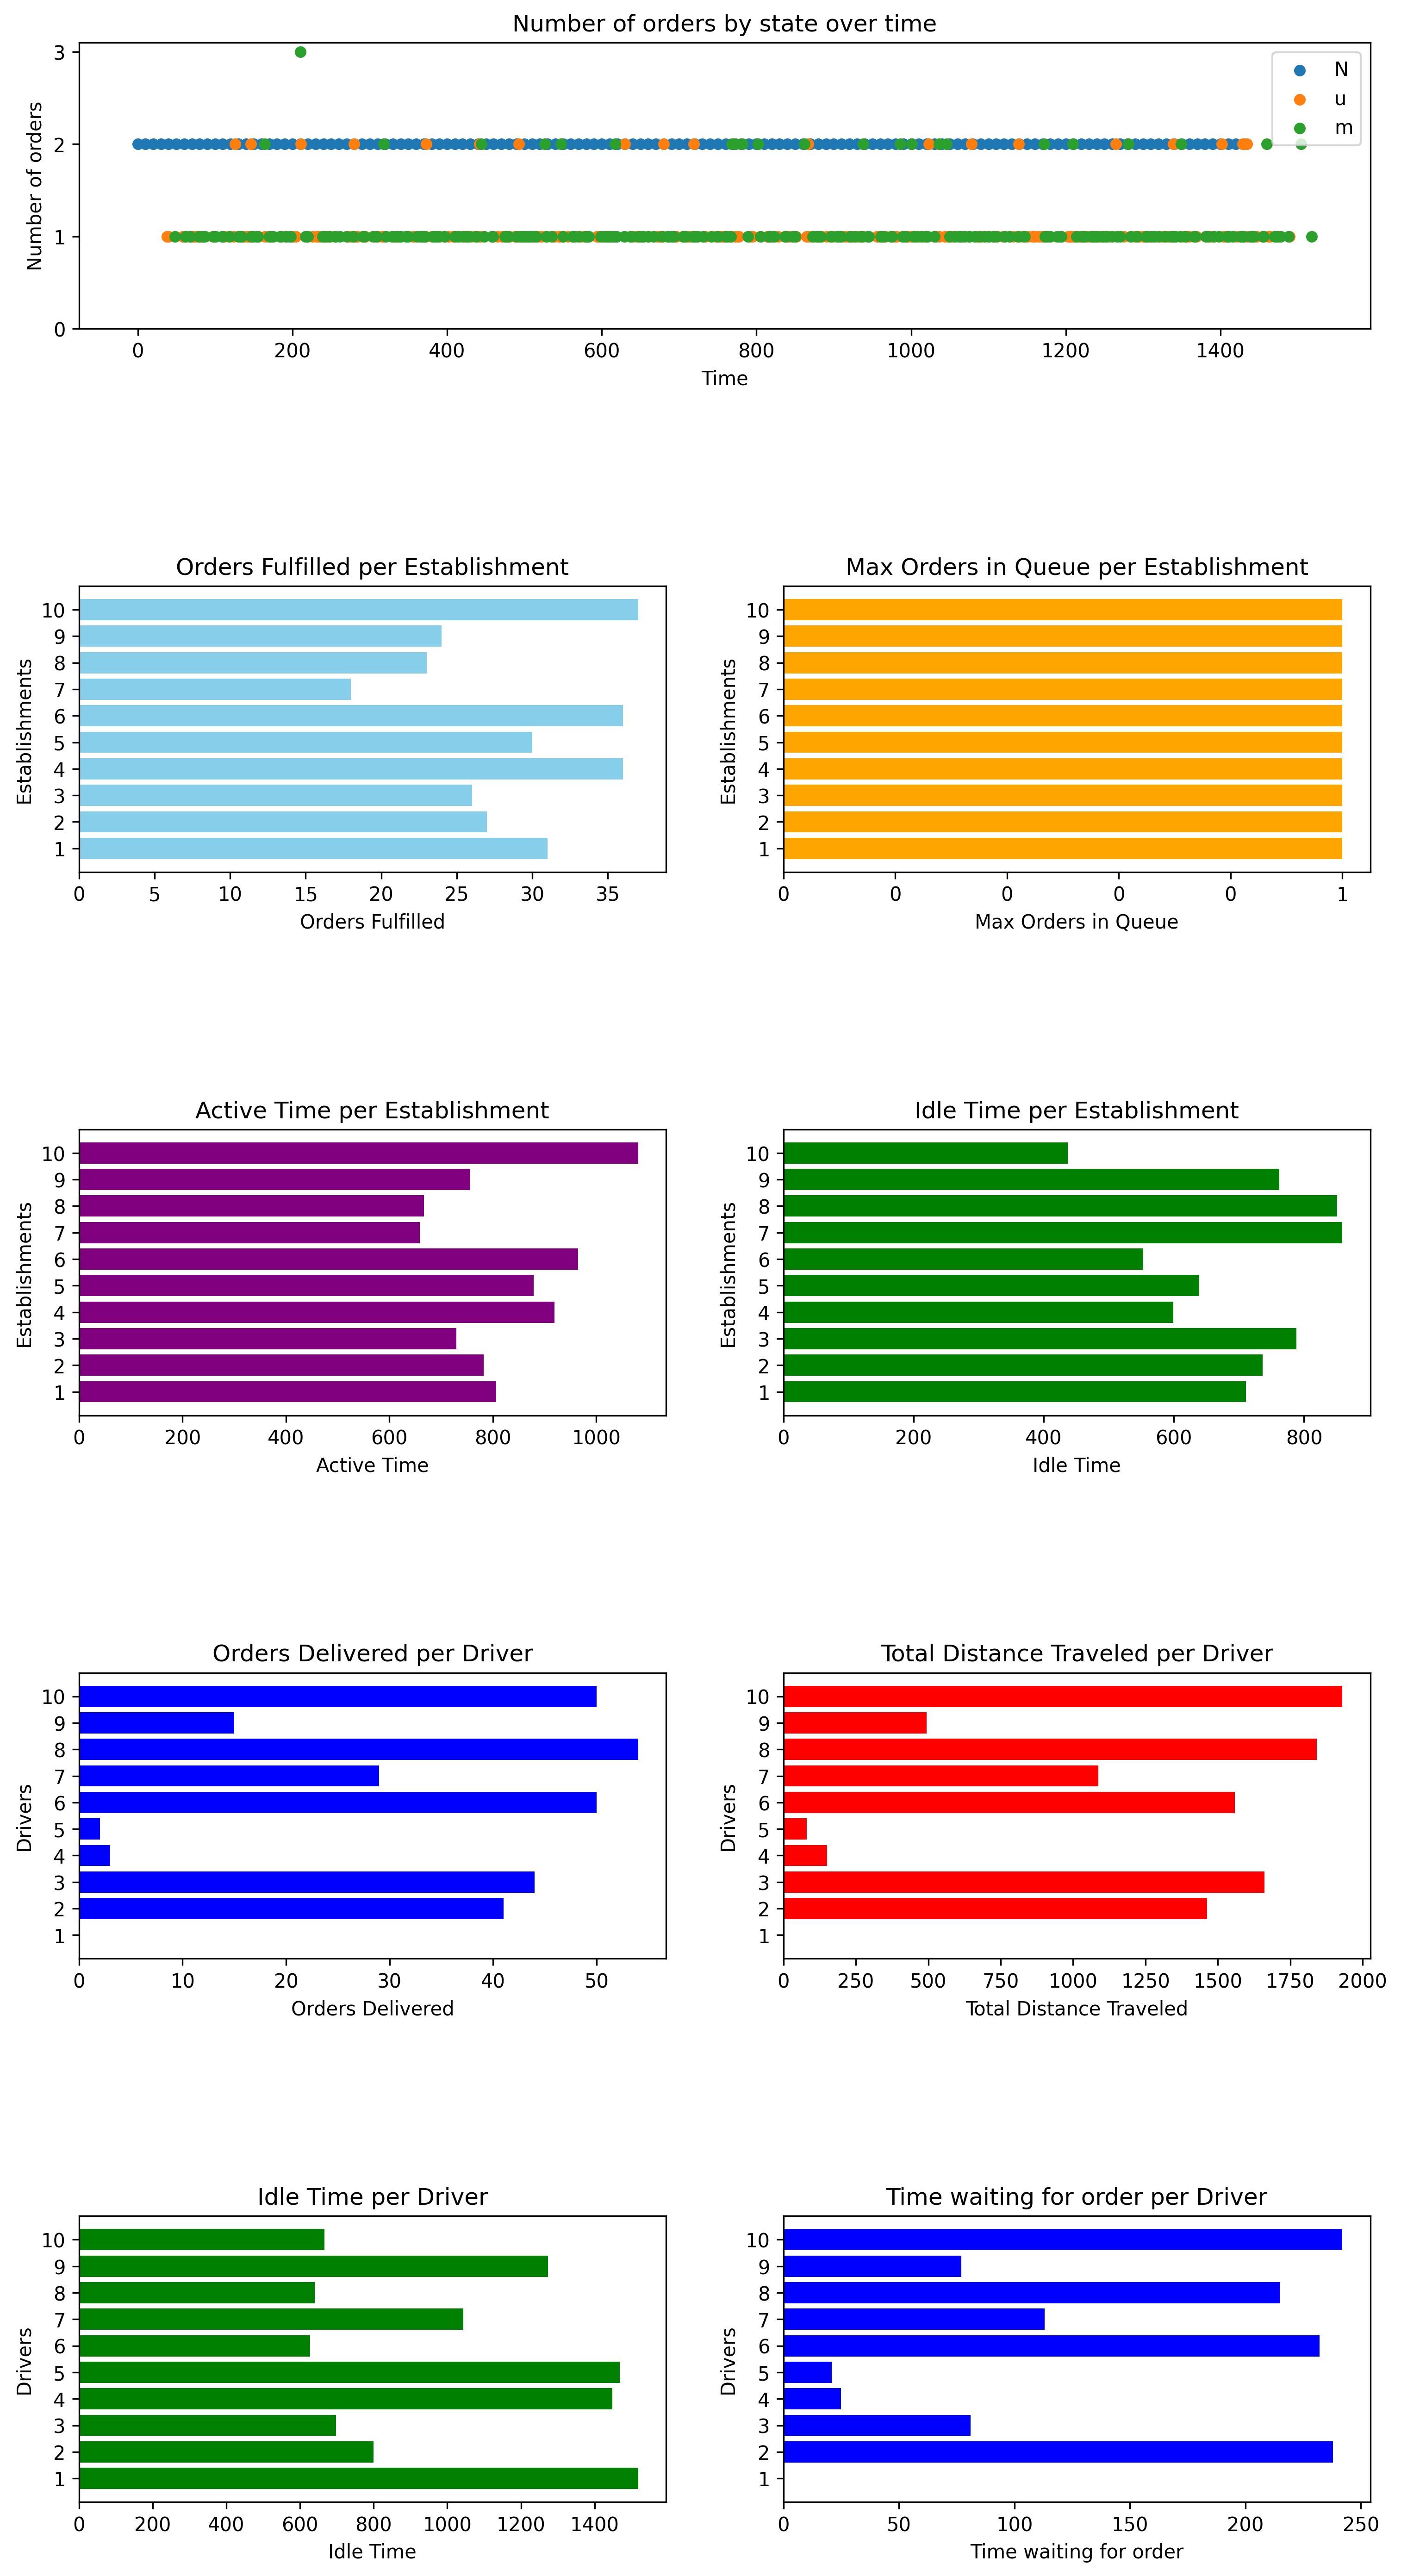 Number of orders by state over time
Number of orders
3
2
1
0
N
u
m
0 200 400 600 800 1000 1200 1400
Time
Orders Fulfilled per Establishment
Establishments
10
9
8
7
6
5
4
3
2
1
0 5 10 15 20 25 30 35
Orders Fulfilled
Max Orders in Queue per Establishment
Establishments
10
9
8
7
6
5
4
3
2
1
0 0 0 0 0 1
Max Orders in Queue
Active Time per Establishment
Establishments
10
9
8
7
6
5
4
3
2
1
0 200 400 600 800 1000
Active Time
Idle Time per Establishment
Establishments
10
9
8
7
6
5
4
3
2
1
0 200 400 600 800
Idle Time
Orders Delivered per Driver
Drivers
10
9
8
7
6
5
4
3
2
1
0 10 20 30 40 50
Orders Delivered
Total Distance Traveled per Driver
Drivers
10
9
8
7
6
5
4
3
2
1
0 250 500 750 1000 1250 1500 1750 2000
Total Distance Traveled
Idle Time per Driver
Drivers
10
9
8
7
6
5
4
3
2
1
0 200 400 600 800 1000 1200 1400
Idle Time
Time waiting for order per Driver
Drivers
10
9
8
7
6
5
4
3
2
1
0 50 100 150 200 250
Time waiting for order